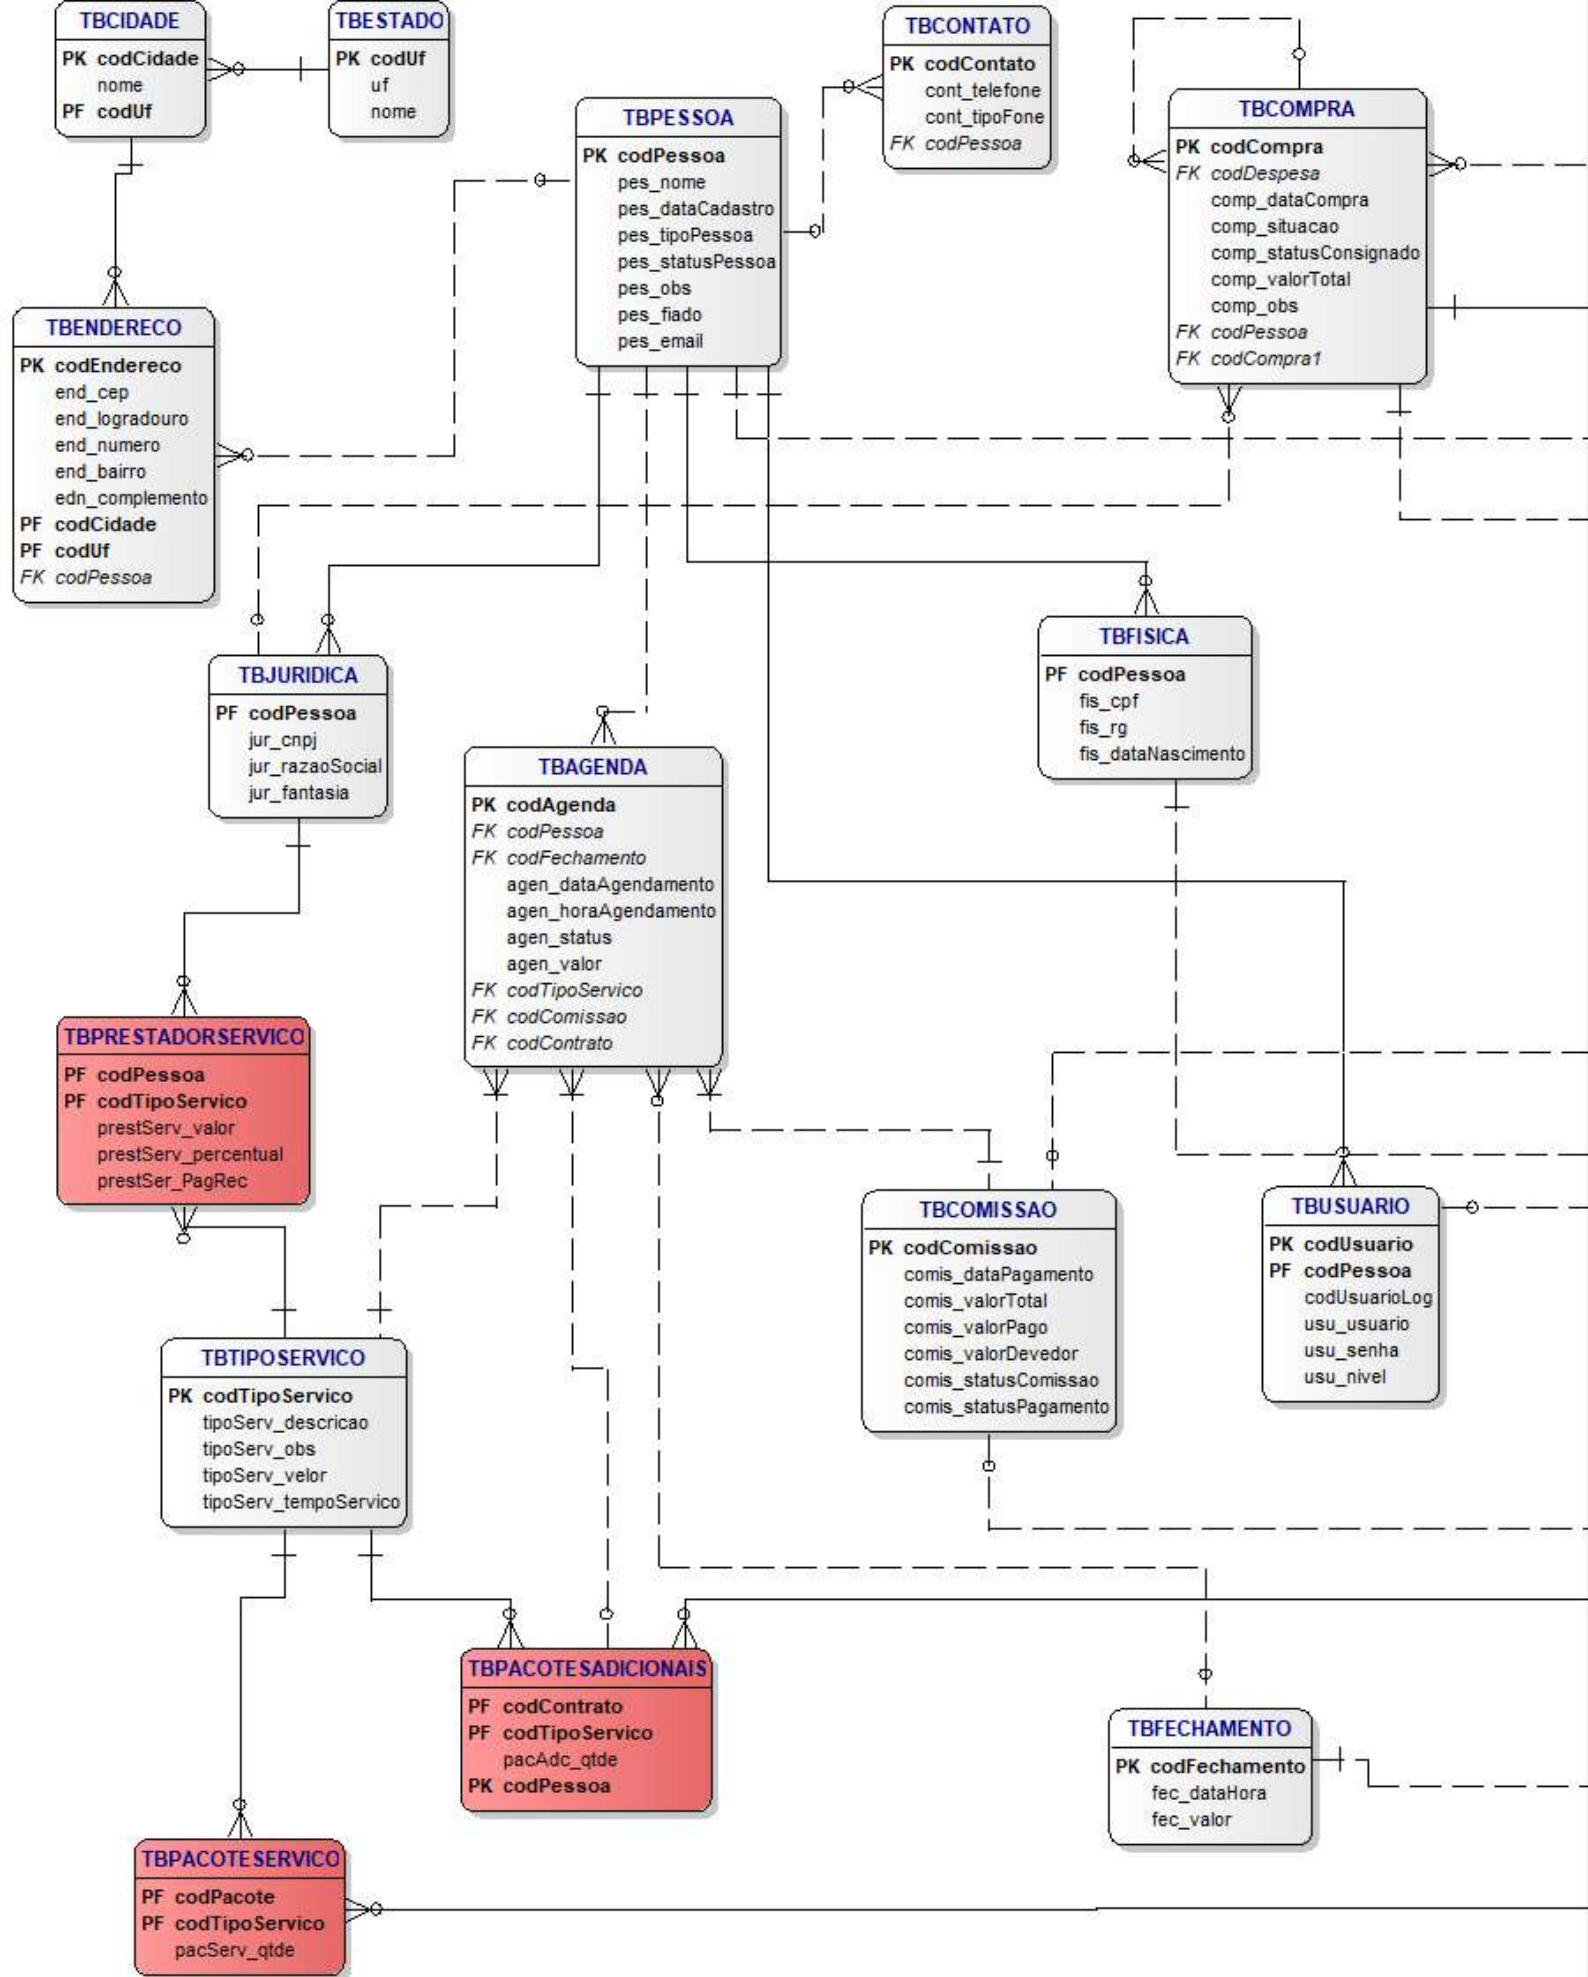 TBCIDADE
PK codCidade
nome
PF codUf
TBESTADO
PK codUf
uf
nome
TBCONTATO
PK codContato
cont_telefone
cont_tipoFone
FK codPessoa
TBPESSOA
PK codPessoa
pes_nome
pes_dataCadastro
pes_tipoPessoa
pes_statusPessoa
pes_obs
pes_fiado
pes_email
TBCOMPRA
PK codCompra
FK codDespesa
comp_dataCompra
comp_situacao
comp_statusConsignado
comp_valorTotal
comp_obs
FK codPessoa
FK codCompra1
TBENDERECO
PK codEndereco
end_cep
end_logradouro
end_numero
end_bairro
edn_complemento
PF codCidade
PF codUf
FK codPessoa
TBJURIDICA
PF codPessoa
jur_cnpj
jur_razaoSocial
jur_fantasia
TBFISICA
PF codPessoa
fis_cpf
fis_rg
fis_dataNascimento
TBAGENDA
PK codAgenda
FK codPessoa
FK codFechamento
agen_dataAgendamento
agen_horaAgendamento
agen_status
agen_valor
FK codTipoServico
FK codComissao
FK codContrato
TBPRESTADORSERVICO
PF codPessoa
PF codTipoServico
prestServ_valor
prestServ_percentual
prestSer_PagRec
TBCOMISSAO
PK codComissao
comis_dataPagamento
comis_valorTotal
comis_valorPago
comis_valorDevedor
comis_statusComissao
comis_statusPagamento
TBUSUARIO
PK codUsuario
PF codPessoa
codUsuarioLog
usu_usuario
usu_senha
usu_nivel
TBTIPOSERVICO
PK codTipoServico
tipoServ_descricao
tipoServ_obs
tipoServ_velor
tipoServ_tempoServico
TBPACOTESADICIONAIS
PF codContrato
PF codTipoServico
pacAdc_qtde
PK codPessoa
TBFECHAMENTO
PK codFechamento
fec_dataHora
fec_valor
TBPACOTESERVICO
PF codPacote
PF codTipoServico
pacServ_qtde